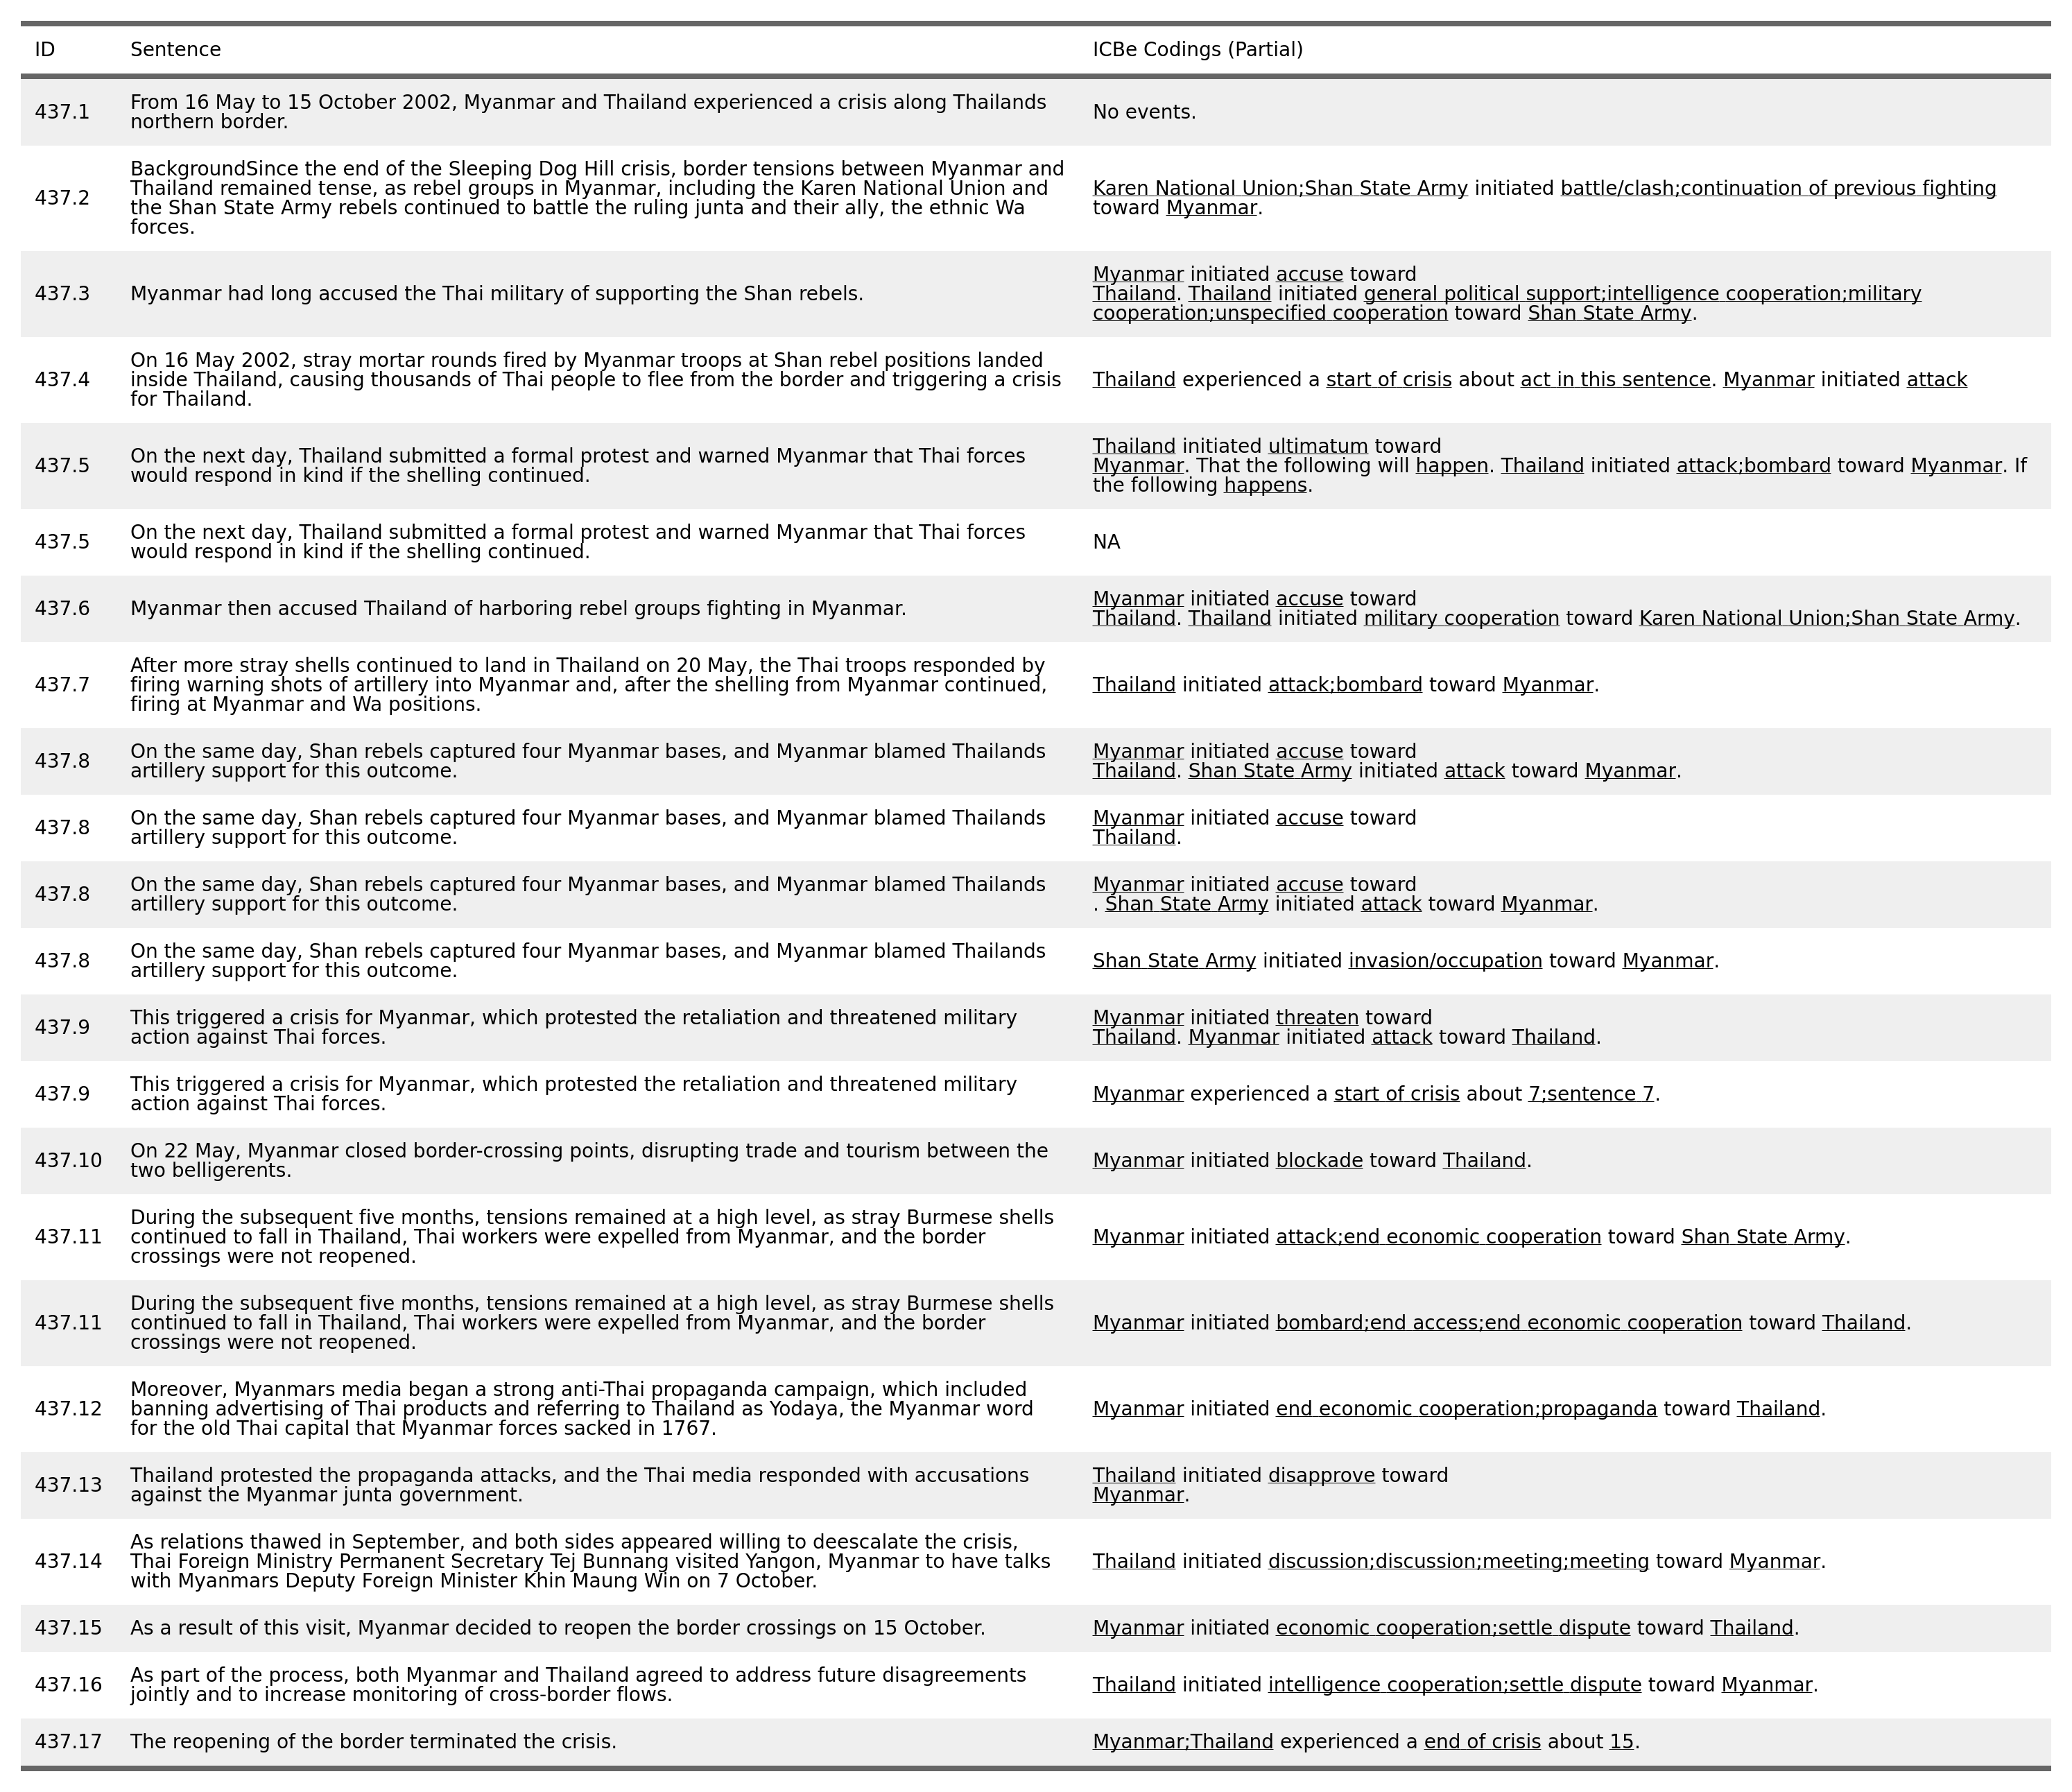 ID Sentence ICBe Codings (Partial)
437.1 From 16 May to 15 October 2002, Myanmar and Thailand experienced a crisis along Thailands
northern border.
No events.
437.2
BackgroundSince the end of the Sleeping Dog Hill crisis, border tensions between Myanmar and
Thailand remained tense, as rebel groups in Myanmar, including the Karen National Union and
the Shan State Army rebels continued to battle the ruling junta and their ally, the ethnic Wa
forces.
Karen National Union;Shan State Army initiated battle/clash;continuation of previous fighting
toward Myanmar.
437.3
Myanmar had long accused the Thai military of supporting the Shan rebels.
Myanmar initiated accuse toward
Thailand. Thailand initiated general political support;intelligence cooperation;military
cooperation;unspecified cooperation toward Shan State Army.
437.4
On 16 May 2002, stray mortar rounds fired by Myanmar troops at Shan rebel positions landed
inside Thailand, causing thousands of Thai people to flee from the border and triggering a crisis
for Thailand.
Thailand experienced a start of crisis about act in this sentence. Myanmar initiated attack
437.5
On the next day, Thailand submitted a formal protest and warned Myanmar that Thai forces
would respond in kind if the shelling continued.
Thailand initiated ultimatum toward
Myanmar. That the following will happen. Thailand initiated attack;bombard toward Myanmar. If
the following happens.
437.5
On the next day, Thailand submitted a formal protest and warned Myanmar that Thai forces
would respond in kind if the shelling continued.
NA
437.6
Myanmar then accused Thailand of harboring rebel groups fighting in Myanmar.
Myanmar initiated accuse toward
Thailand. Thailand initiated military cooperation toward Karen National Union;Shan State Army.
437.7
After more stray shells continued to land in Thailand on 20 May, the Thai troops responded by
firing warning shots of artillery into Myanmar and, after the shelling from Myanmar continued,
firing at Myanmar and Wa positions.
Thailand initiated attack;bombard toward Myanmar.
437.8
On the same day, Shan rebels captured four Myanmar bases, and Myanmar blamed Thailands
artillery support for this outcome.
Myanmar initiated accuse toward
Thailand. Shan State Army initiated attack toward Myanmar.
437.8
On the same day, Shan rebels captured four Myanmar bases, and Myanmar blamed Thailands
artillery support for this outcome.
Myanmar initiated accuse toward
Thailand.
437.8
On the same day, Shan rebels captured four Myanmar bases, and Myanmar blamed Thailands
artillery support for this outcome.
Myanmar initiated accuse toward
. Shan State Army initiated attack toward Myanmar.
437.8
On the same day, Shan rebels captured four Myanmar bases, and Myanmar blamed Thailands
artillery support for this outcome.
Shan State Army initiated invasion/occupation toward Myanmar.
437.9
This triggered a crisis for Myanmar, which protested the retaliation and threatened military
action against Thai forces.
Myanmar initiated threaten toward
Thailand. Myanmar initiated attack toward Thailand.
437.9
This triggered a crisis for Myanmar, which protested the retaliation and threatened military
action against Thai forces.
Myanmar experienced a start of crisis about 7;sentence 7.
437.10
On 22 May, Myanmar closed border-crossing points, disrupting trade and tourism between the
two belligerents.
Myanmar initiated blockade toward Thailand.
437.11
During the subsequent five months, tensions remained at a high level, as stray Burmese shells
continued to fall in Thailand, Thai workers were expelled from Myanmar, and the border
crossings were not reopened.
Myanmar initiated attack;end economic cooperation toward Shan State Army.
437.11
During the subsequent five months, tensions remained at a high level, as stray Burmese shells
continued to fall in Thailand, Thai workers were expelled from Myanmar, and the border
crossings were not reopened.
Myanmar initiated bombard;end access;end economic cooperation toward Thailand.
437.12
Moreover, Myanmars media began a strong anti-Thai propaganda campaign, which included
banning advertising of Thai products and referring to Thailand as Yodaya, the Myanmar word
for the old Thai capital that Myanmar forces sacked in 1767.
Myanmar initiated end economic cooperation;propaganda toward Thailand.
437.13
Thailand protested the propaganda attacks, and the Thai media responded with accusations
against the Myanmar junta government.
Thailand initiated disapprove toward
Myanmar.
437.14
As relations thawed in September, and both sides appeared willing to deescalate the crisis,
Thai Foreign Ministry Permanent Secretary Tej Bunnang visited Yangon, Myanmar to have talks
with Myanmars Deputy Foreign Minister Khin Maung Win on 7 October.
Thailand initiated discussion;discussion;meeting;meeting toward Myanmar.
437.15 As a result of this visit, Myanmar decided to reopen the border crossings on 15 October. Myanmar initiated economic cooperation;settle dispute toward Thailand.
437.16
As part of the process, both Myanmar and Thailand agreed to address future disagreements
jointly and to increase monitoring of cross-border flows.
Thailand initiated intelligence cooperation;settle dispute toward Myanmar.
437.17 The reopening of the border terminated the crisis. Myanmar;Thailand experienced a end of crisis about 15.